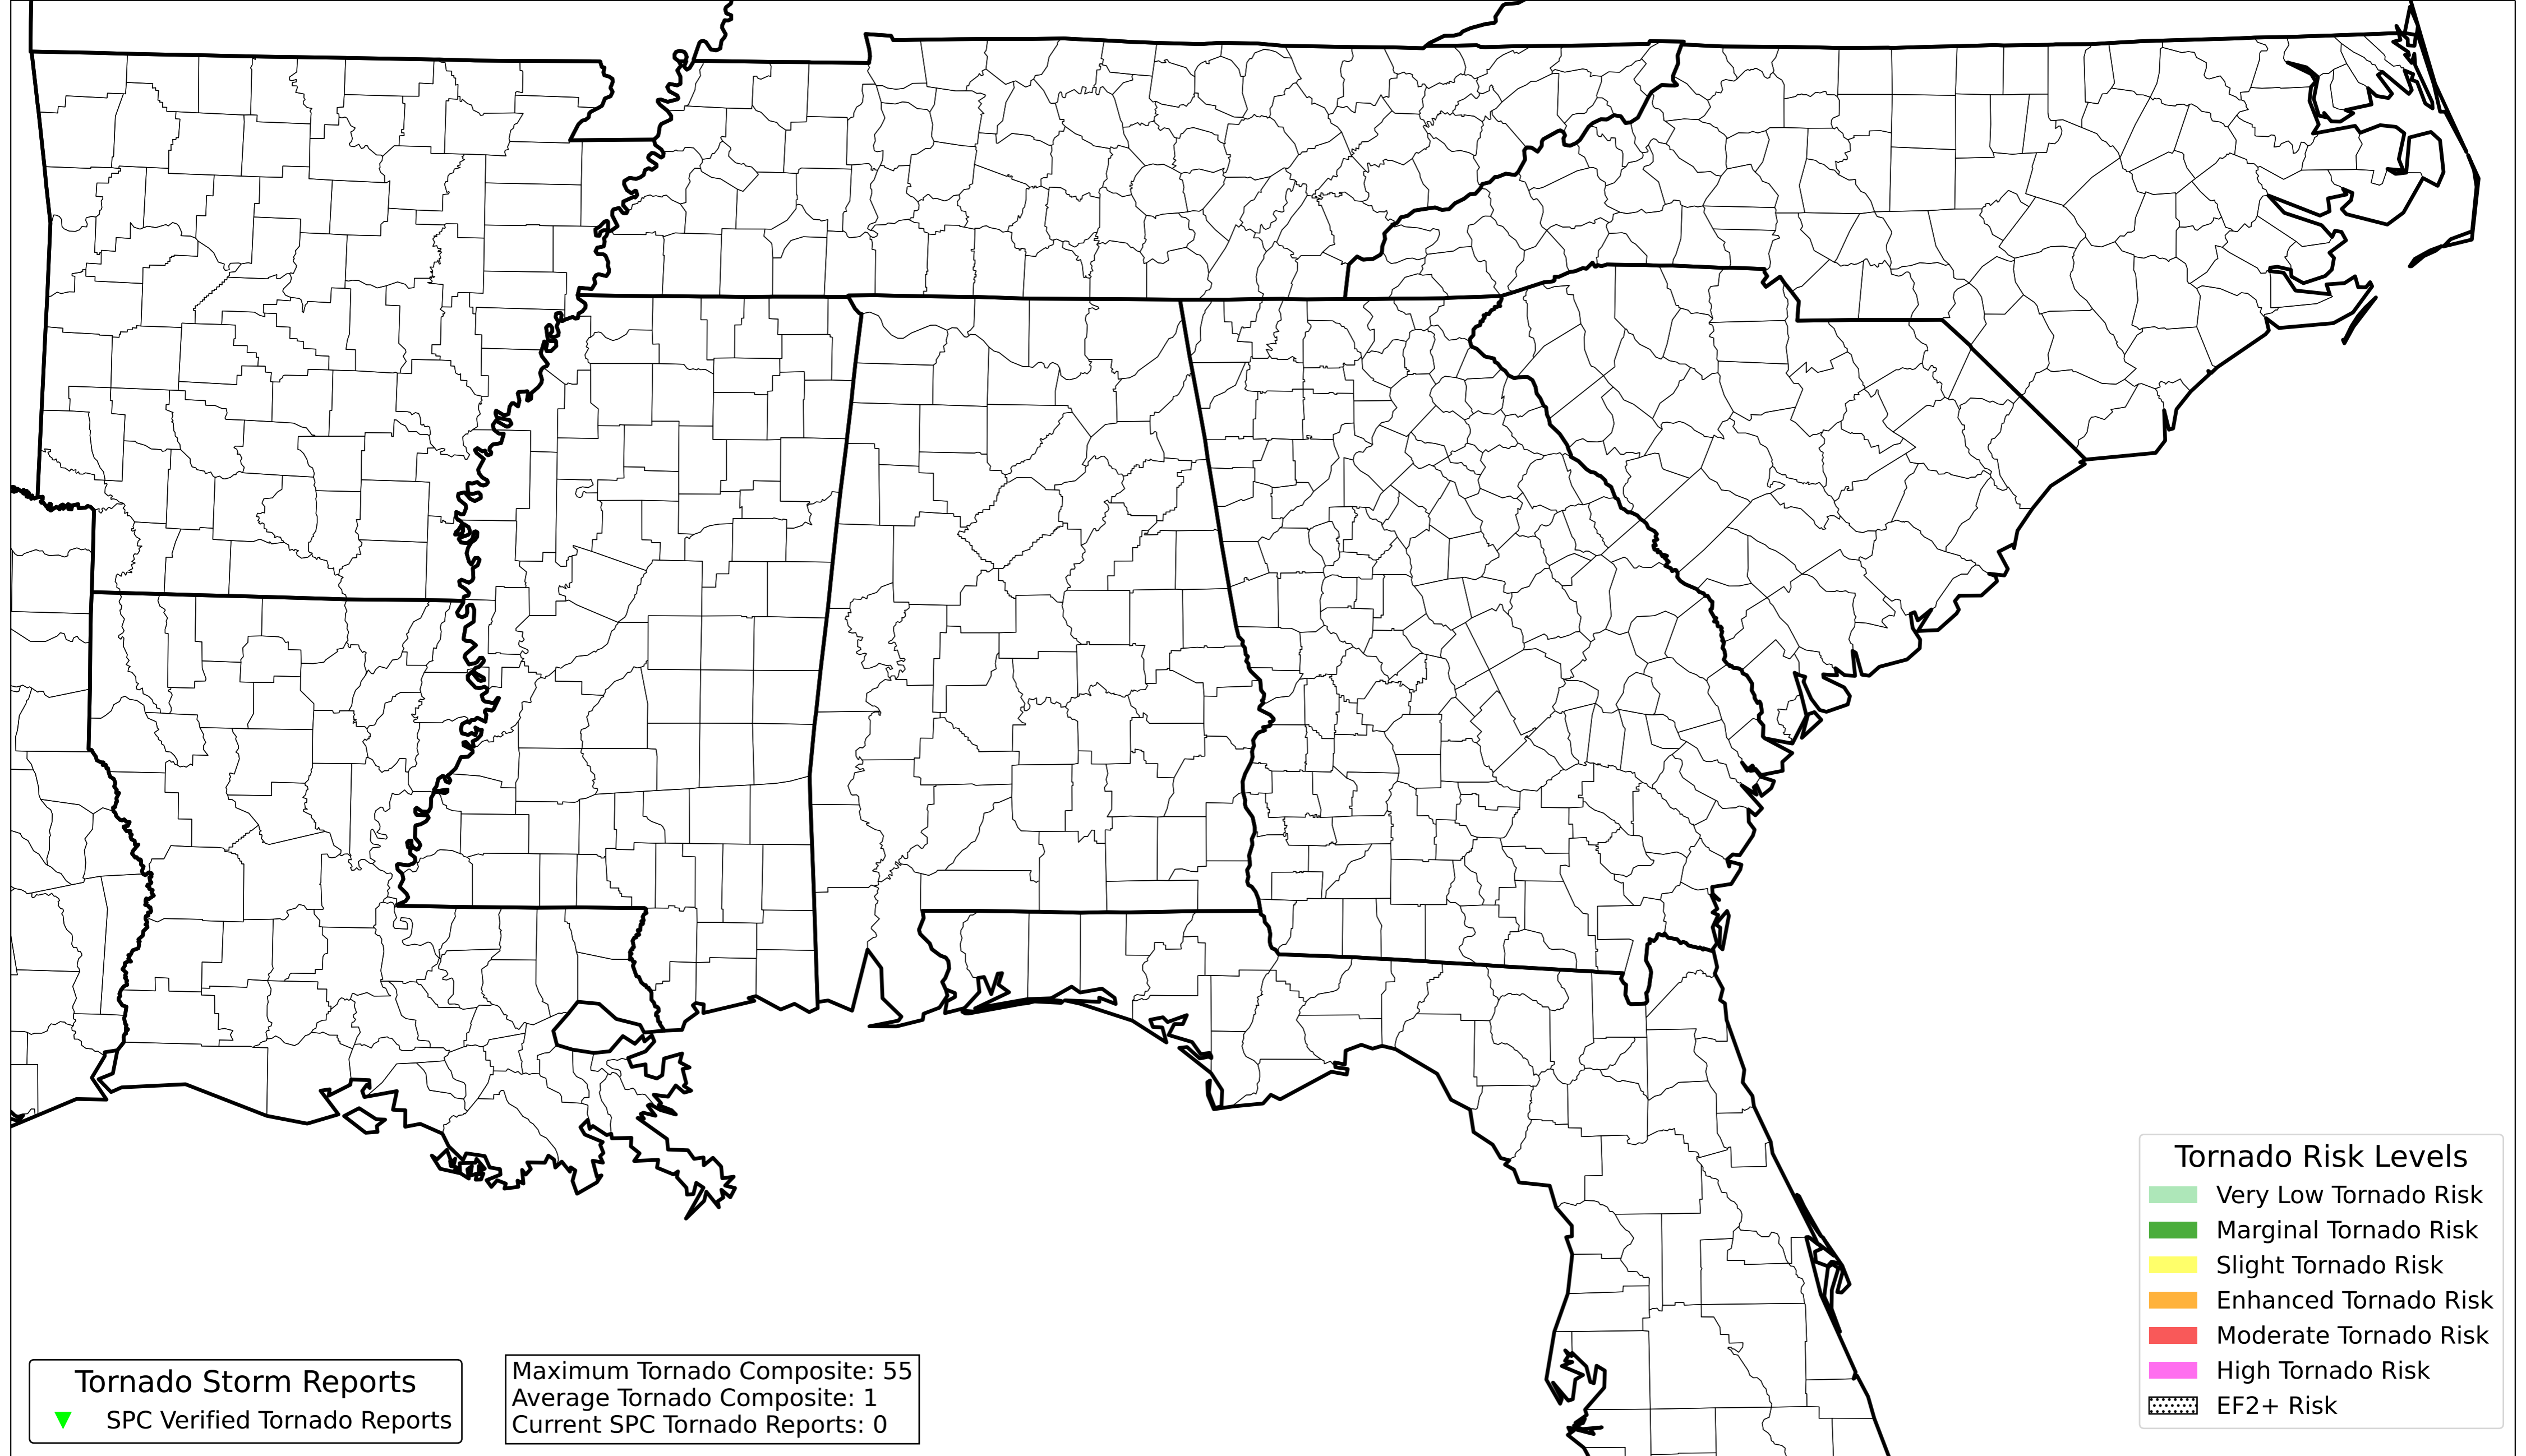 Tornado Risk Levels
Very Low Tornado Risk
Marginal Tornado Risk
Slight Tornado Risk
Enhanced Tornado Risk
Moderate Tornado Risk
High Tornado Risk
EF2+ Risk
Tornado Storm Reports
SPC Verified Tornado Reports
Maximum Tornado Composite: 55
Average Tornado Composite: 1
Current SPC Tornado Reports: 0